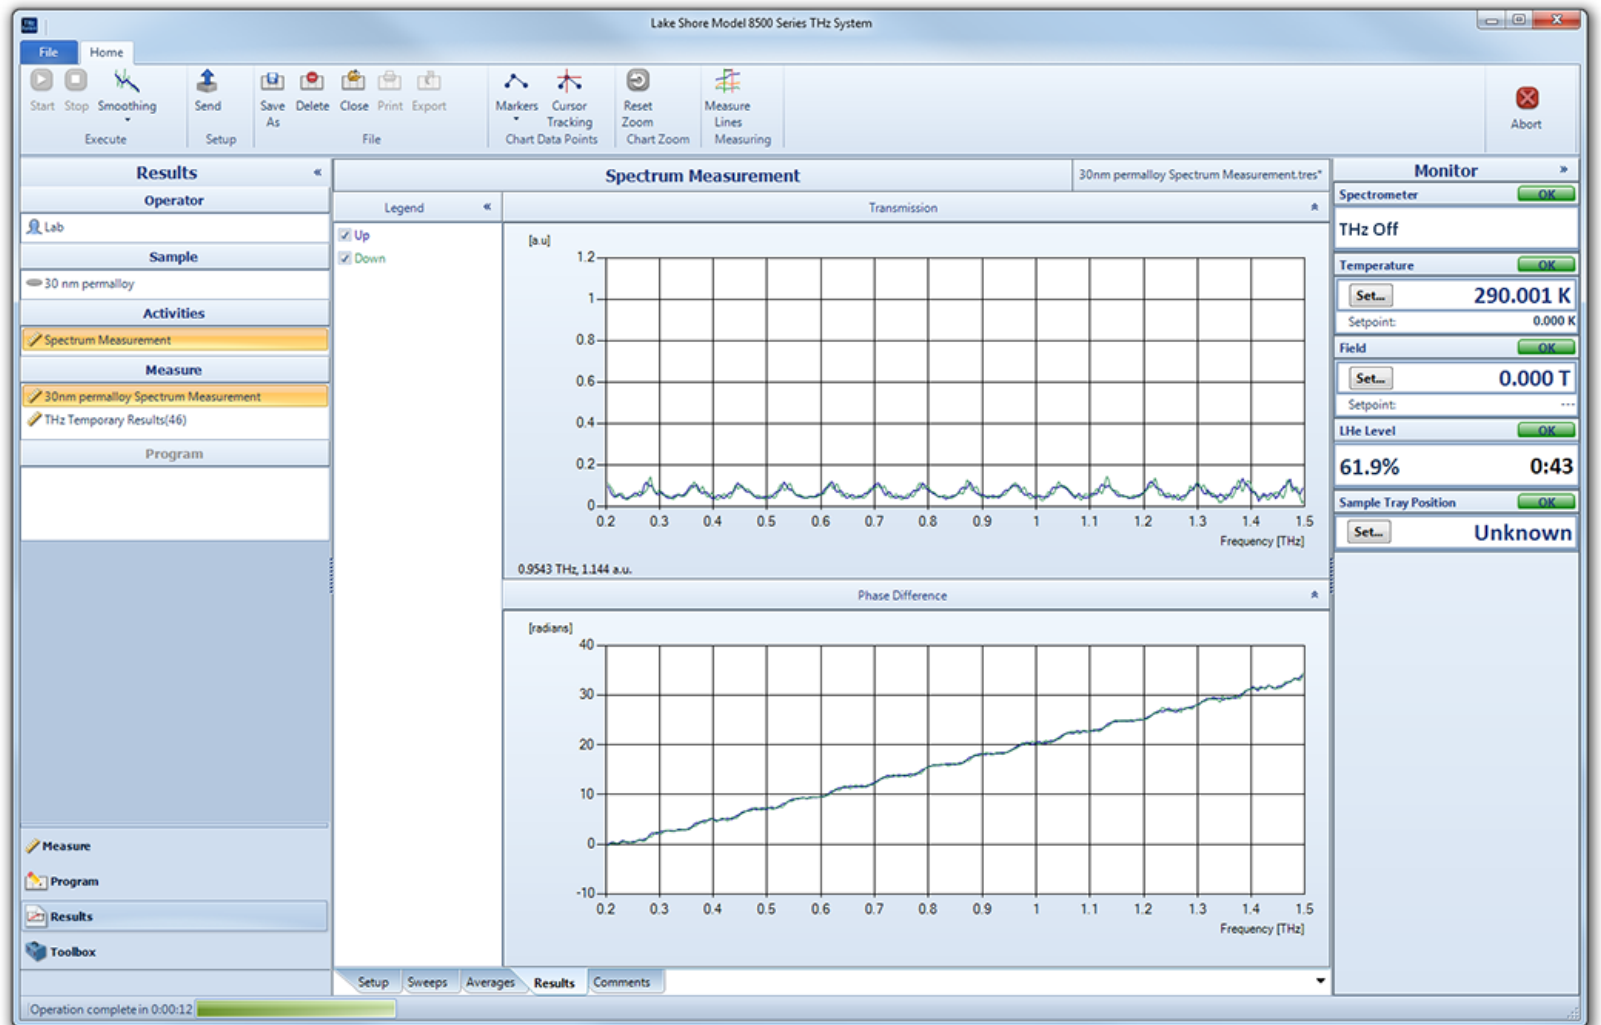 Lake Shore Model 8500 Series THz System
File Home
Start Stop Smoothing Send Save As Delete Close Print Export Markers Cursor Tracking Reset Zoom Measure Lines Abort
Execute Setup File Chart Data Points Chart Zoom Measuring
Results «
Operator
Lab
Sample
30 nm permalloy
Activities
Spectrum Measurement
Measure
30nm permalloy Spectrum Measurement
THz Temporary Results(46)
Program
Measure
Program
Results
Toolbox
Spectrum Measurement
30nm permalloy Spectrum Measurement.tres*
Legend «
Up
Down
Transmission
[a.u]
1.2
1
0.8
0.6
0.4
0.2
0
0.2 0.3 0.4 0.5 0.6 0.7 0.8 0.9 1 1.1 1.2 1.3 1.4 1.5
Frequency [THz]
0.9543 THz, 1.144 a.u.
Phase Difference
[radians]
40
30
20
10
0
-10
0.2 0.3 0.4 0.5 0.6 0.7 0.8 0.9 1 1.1 1.2 1.3 1.4 1.5
Frequency [THz]
Setup Sweeps Averages Results Comments
Monitor »
Spectrometer OK
THz Off
Temperature OK
Set... 290.001 K
Setpoint: 0.000 K
Field OK
Set... 0.000 T
Setpoint: ---
LHe Level OK
61.9% 0:43
Sample Tray Position OK
Set... Unknown
Operation complete in 0:00:12